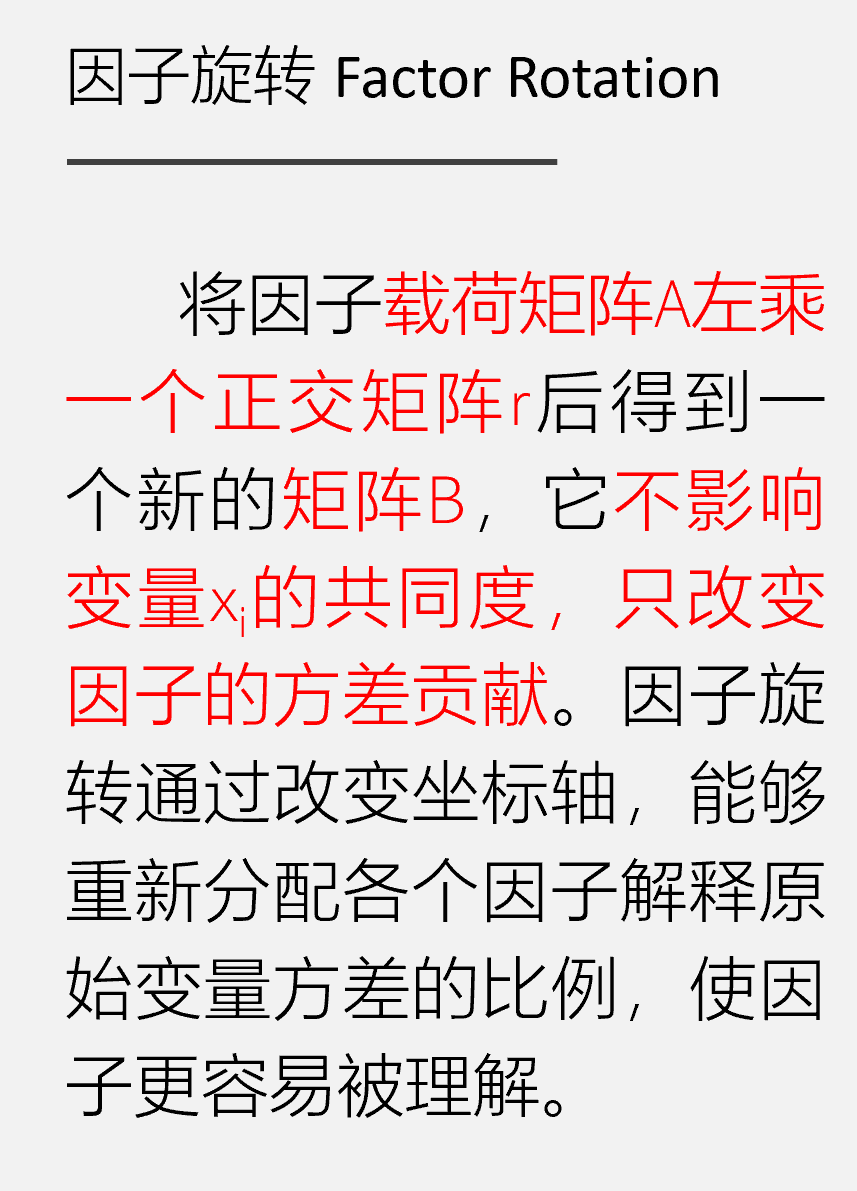 因子旋转 Factor Rotation
将因子载荷矩阵A左乘
一个正交矩阵r后得到一
个新的矩阵B，它不影响
变量xi的共同度，只改变
因子的方差贡献。因子旋
转通过改变坐标轴，能够
重新分配各个因子解释原
始变量方差的比例，使因
子更容易被理解。